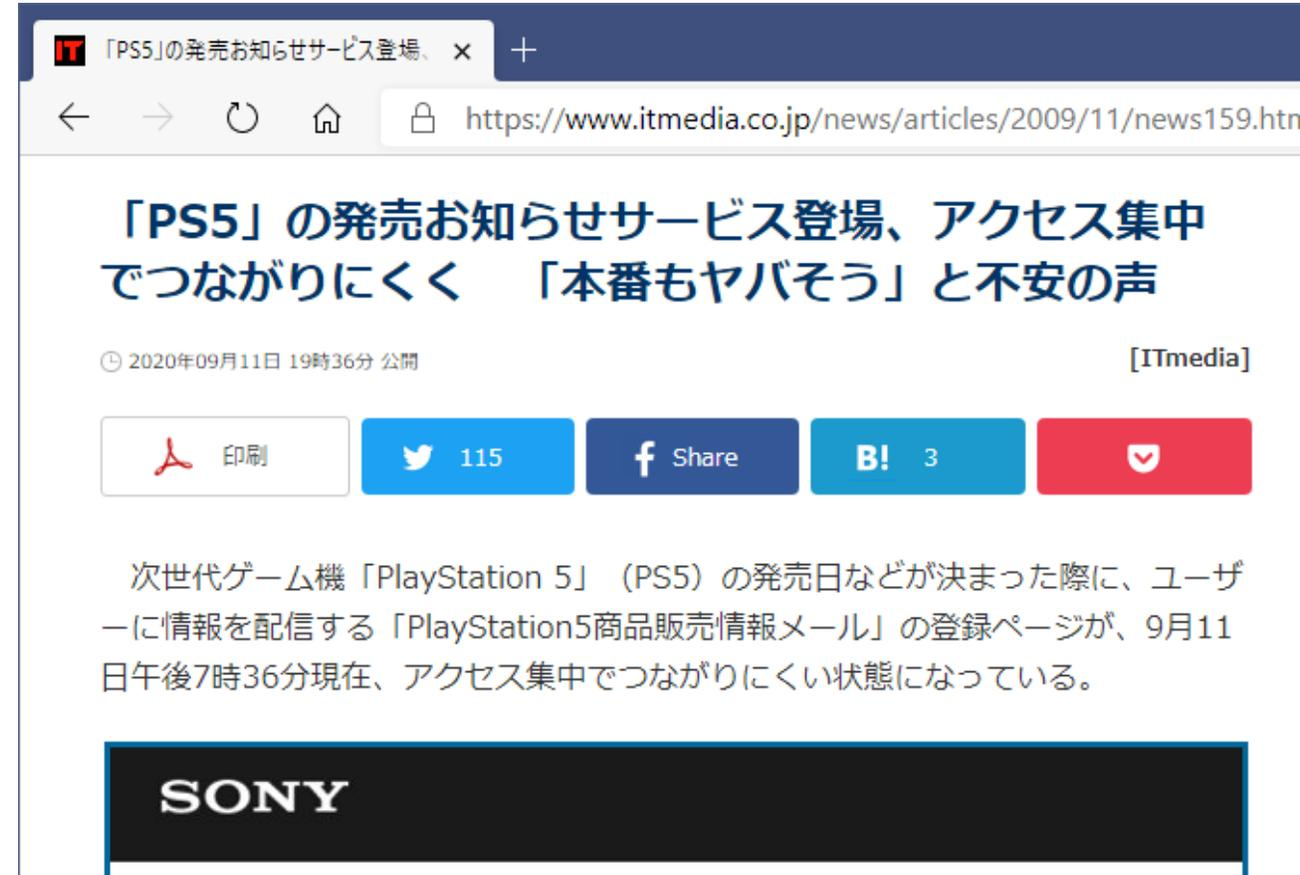 IT 「PS5」の発売お知らせサービス登場、
https://www.itmedia.co.jp/news/articles/2009/11/news159.htm
「PS5」の発売お知らせサービス登場、アクセス集中
でつながりにくく　「本番もヤバそう」と不安の声
2020年09月11日 19時36分 公開
[ITmedia]
印刷 115 Share B! 3
次世代ゲーム機「PlayStation 5」（PS5）の発売日などが決まった際に、ユーザ
ーに情報を配信する「PlayStation5商品販売情報メール」の登録ページが、9月11
日午後7時36分現在、アクセス集中でつながりにくい状態になっている。
SONY